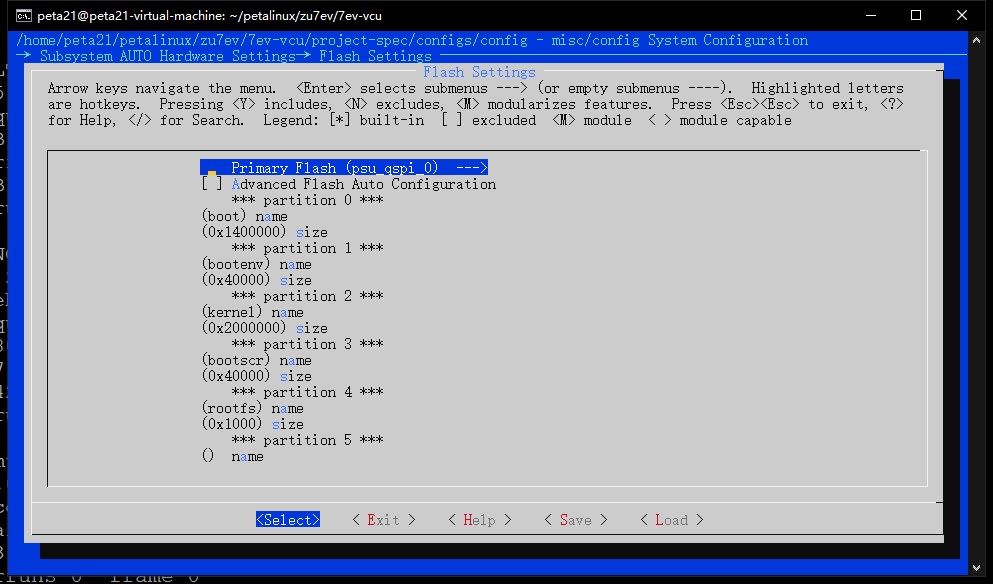 peta21@peta21-virtual-machine: ~/petalinux/zu7ev/7ev-vcu
/home/peta21/petalinux/zu7ev/7ev-vcu/project-spec/configs/config - misc/config System Configuration
→ Subsystem AUTO Hardware Settings → Flash Settings
Flash Settings
Arrow keys navigate the menu.  <Enter> selects submenus ---> (or empty submenus ----).  Highlighted letters
are hotkeys.  Pressing <Y> includes, <N> excludes, <M> modularizes features.  Press <Esc><Esc> to exit, <?>
for Help, </> for Search.  Legend: [*] built-in  [ ] excluded  <M> module  < > module capable
Primary Flash (psu_qspi_0)  --->
[ ] Advanced Flash Auto Configuration
*** partition 0 ***
(boot) name
(0x1400000) size
*** partition 1 ***
(bootenv) name
(0x40000) size
*** partition 2 ***
(kernel) name
(0x2000000) size
*** partition 3 ***
(bootscr) name
(0x40000) size
*** partition 4 ***
(rootfs) name
(0x1000) size
*** partition 5 ***
()  name
<Select>    < Exit >    < Help >    < Save >    < Load >